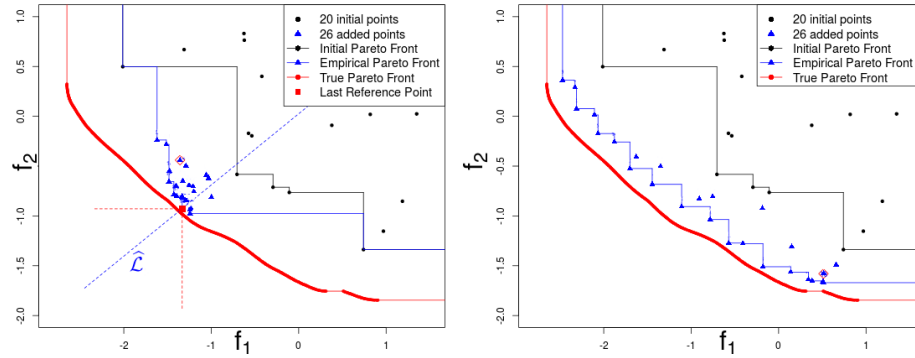 20 initial points
26 added points
Initial Pareto Front
Empirical Pareto Front
True Pareto Front
Last Reference Point
1.0
0.5
0.0
-0.5
-1.0
-1.5
-2.0
f2
L̂
-2
-1
0
1
f1
20 initial points
26 added points
Initial Pareto Front
Empirical Pareto Front
True Pareto Front
1.0
0.5
0.0
-0.5
-1.0
-1.5
-2.0
f2
-2
-1
0
1
f1